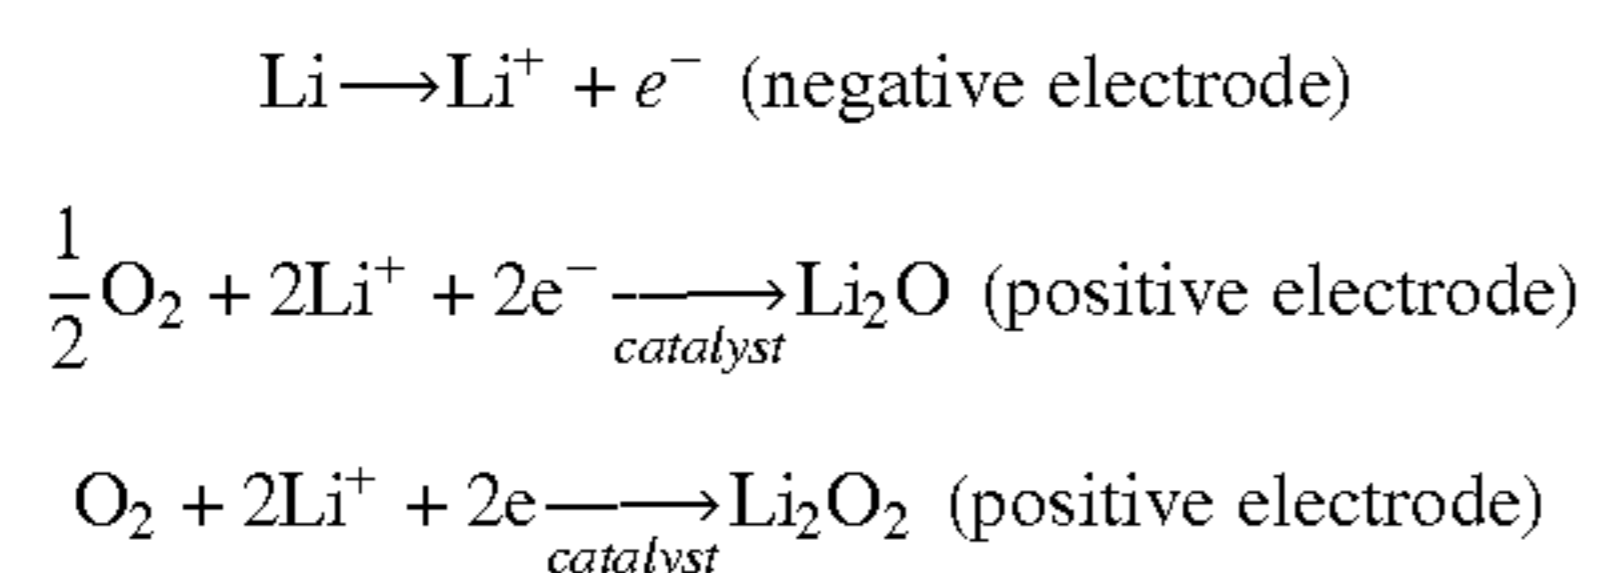 Li⟶Li⁺ + e⁻ (negative electrode)
½O₂ + 2Li⁺ + 2e⁻ ⟶ Li₂O (positive electrode)
catalyst
O₂ + 2Li⁺ + 2e⟶Li₂O₂ (positive electrode)
catalyst